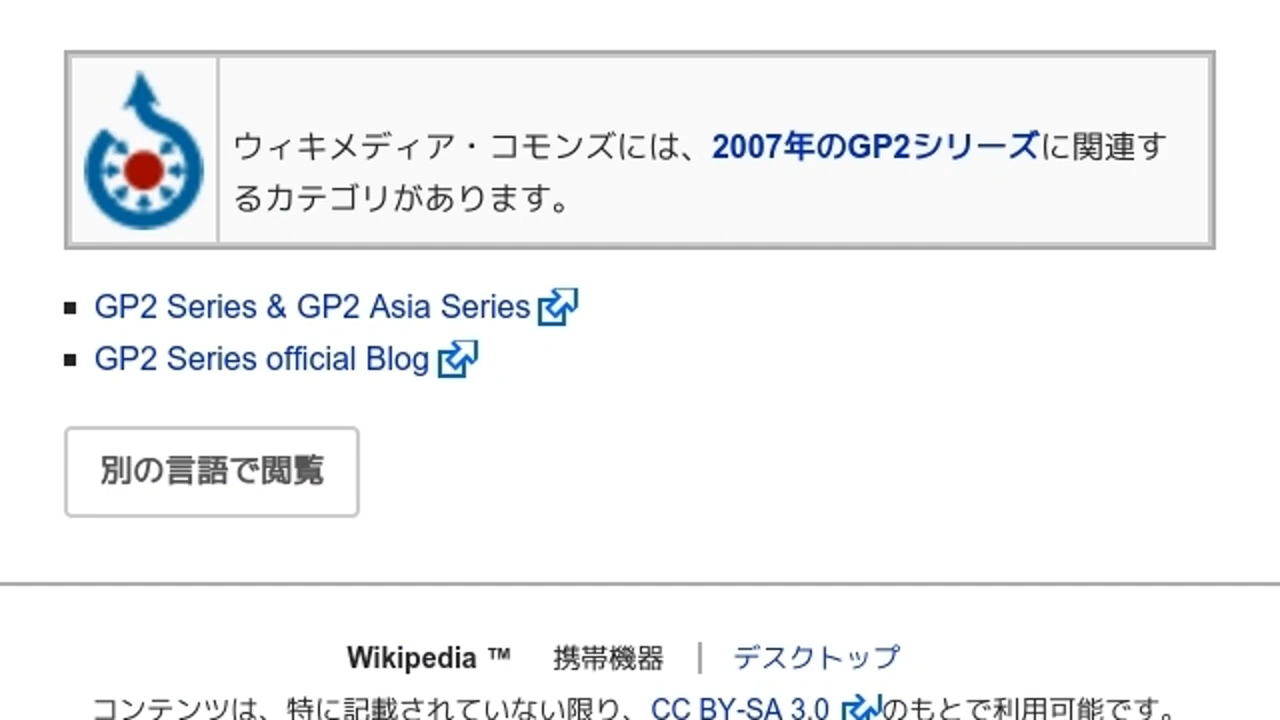 ウィキメディア・コモンズには、2007年のGP2シリーズに関連す
るカテゴリがあります。
GP2 Series & GP2 Asia Series
GP2 Series official Blog
別の言語で閲覧
Wikipedia ™ 携帯機器 | デスクトップ
コンテンツは、特に記載されていない限り、CC BY-SA 3.0 のもとで利用可能です。